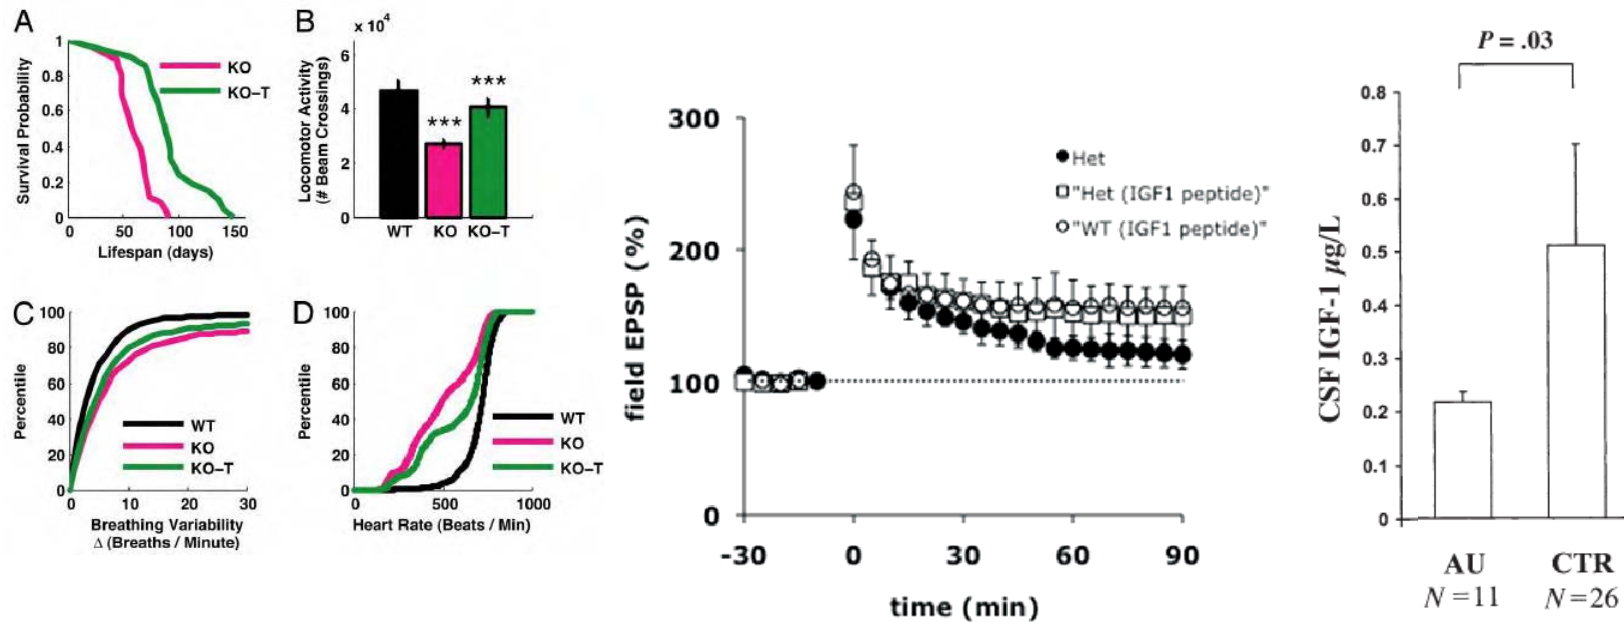 A
1
0.8
0.6
0.4
0.2
0
Survival Probability
KO
KO–T
0 50 100 150
Lifespan (days)
B
x 10⁴
6
4
2
0
Locomotor Activity
(# Beam Crossings)
***
***
WT KO KO–T
C
100
80
60
40
20
0
Percentile
WT
KO
KO–T
0 10 20 30
Breathing Variability
Δ (Breaths / Minute)
D
100
80
60
40
20
0
Percentile
WT
KO
KO–T
0 500 1000
Heart Rate (Beats / Min)
300
200
100
0
field EPSP (%)
Het
"Het (IGF1 peptide)"
"WT (IGF1 peptide)"
-30 0 30 60 90
time (min)
P = .03
0.8
0.7
0.6
0.5
0.4
0.3
0.2
0.1
0
CSF IGF-1 µg/L
AU CTR
N =11 N =26